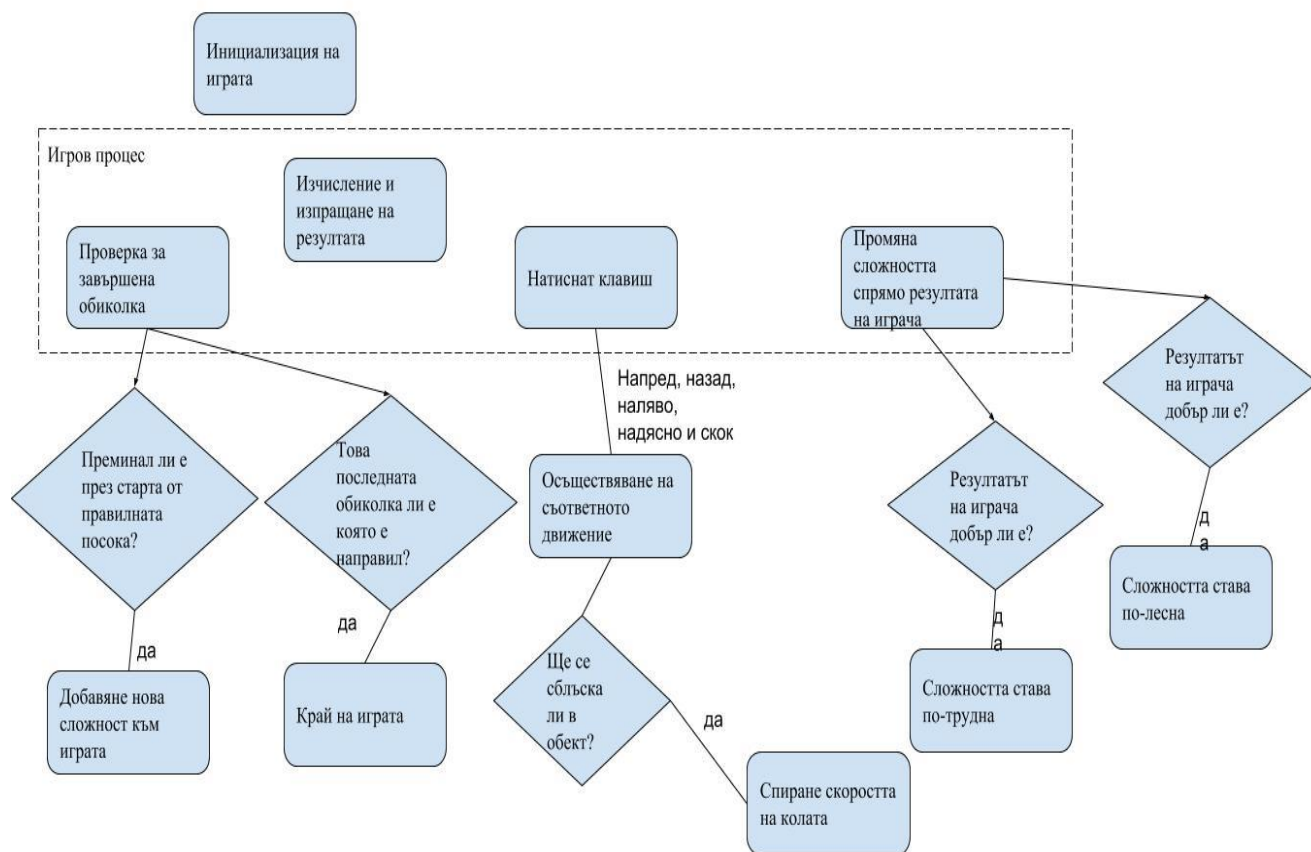 Инициализация на
играта
Игров процес
Изчисление и
изпращане на
резултата
Проверка за
завършена
обиколка
Натиснат клавиш
Промяна
сложността
спрямо резултата
на играча
Напред, назад,
наляво,
надясно и скок
Резултатът
на играча
добър ли е?
Преминал ли е
през старта от
правилната
посока?
Това
последната
обиколка ли е
която е
направил?
Осъществяване на
съответното
движение
Резултатът
на играча
добър ли е?
д
а
Сложността става
по-лесна
да
да
д
а
Ще се
сблъска
ли в
обект?
Добавяне нова
сложност към
играта
Край на играта
да
Сложността става
по-трудна
Спиране скоростта
на колата